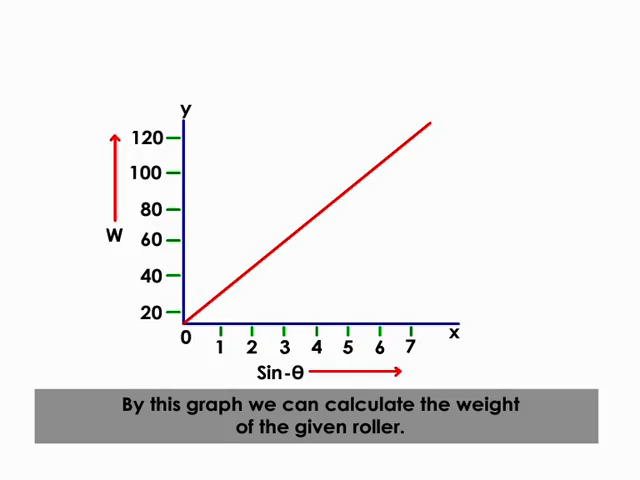 y
120
100
80
60
40
20
W
0 1 2 3 4 5 6 7 x
Sin-θ
By this graph we can calculate the weight
of the given roller.